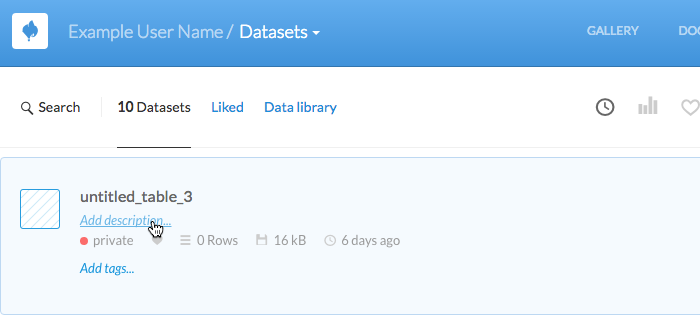 Example User Name / Datasets
GALLERY
DOC
Search
10 Datasets
Liked
Data library
untitled_table_3
Add description...
private
0 Rows
16 kB
6 days ago
Add tags...